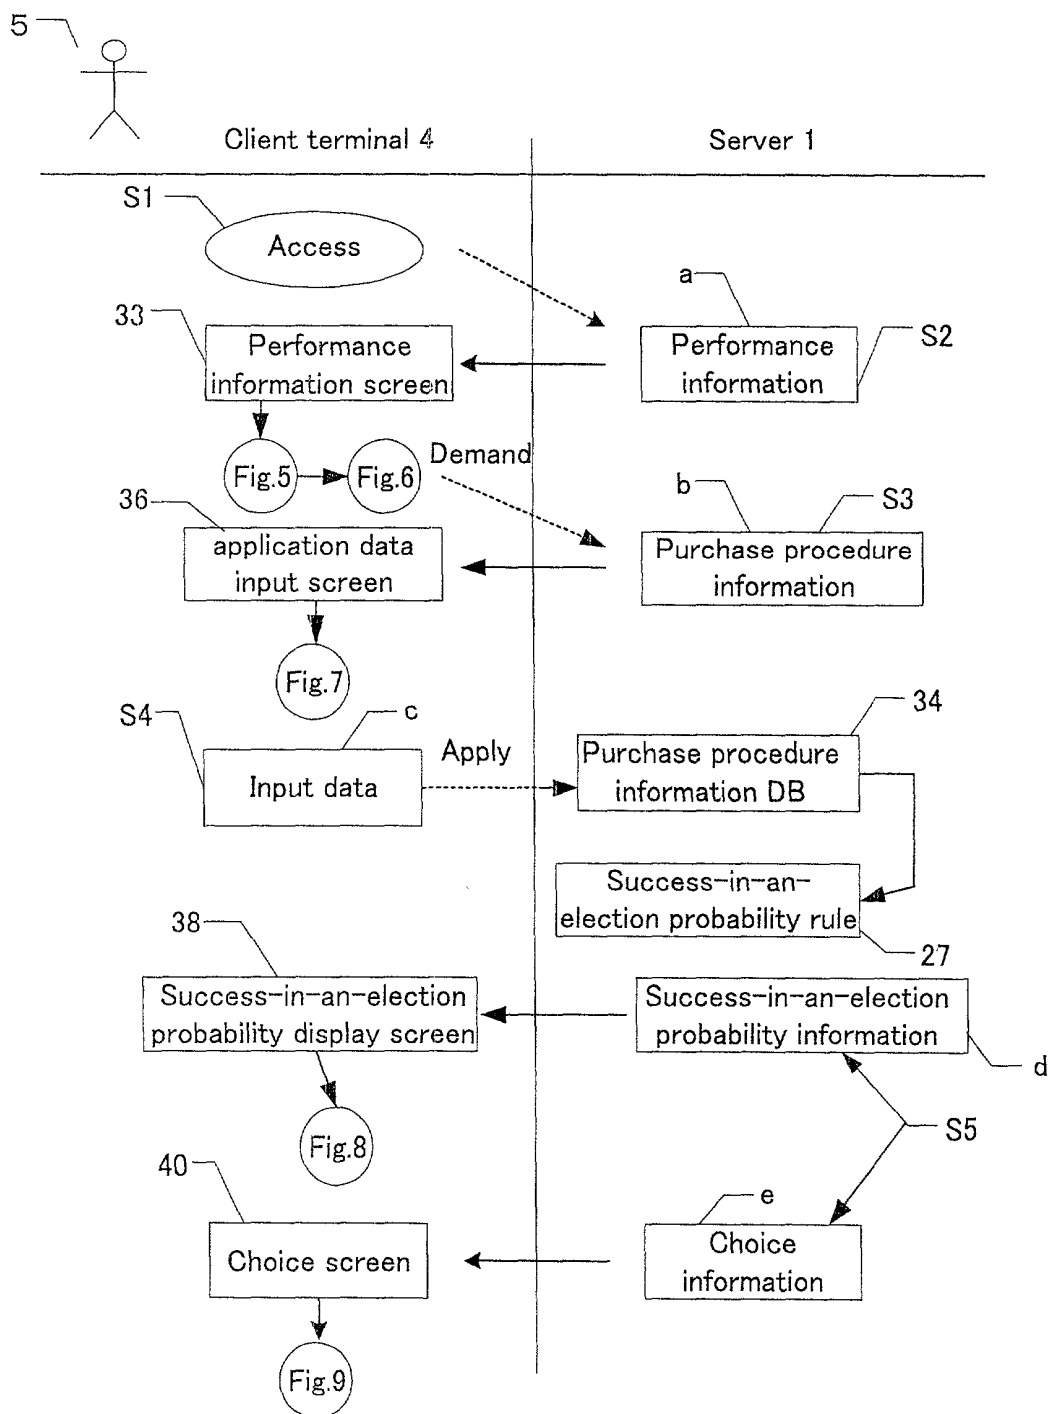 5
Client terminal 4
Server 1
S1
Access
a
33
Performance
information screen
Performance
information
S2
Fig.5
Fig.6
Demand
36
application data
input screen
b
S3
Purchase procedure
information
Fig.7
S4
c
Input data
Apply
34
Purchase procedure
information DB
Success-in-an-
election probability rule
27
38
Success-in-an-election
probability display screen
Success-in-an-election
probability information
d
Fig.8
S5
40
Choice screen
e
Choice
information
Fig.9